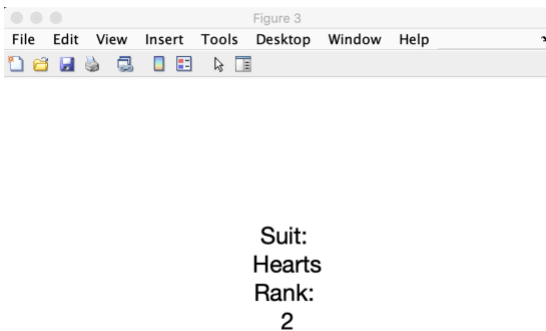 Figure 3
File Edit View Insert Tools Desktop Window Help
Suit:
Hearts
Rank:
2